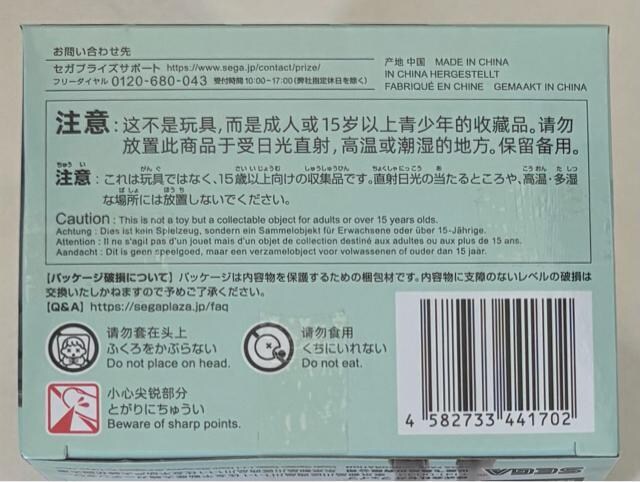 お問い合わせ先
セガプライズサポート https://www.sega.jp/contact/prize/
フリーダイヤル 0120-680-043 受付時間 10:00~17:00 (弊社指定休日を除く)
产地 中国 MADE IN CHINA
IN CHINA HERGESTELLT
FABRIQUÉ EN CHINE GEMAAKT IN CHINA
注意:这不是玩具,而是成人或15岁以上青少年的收藏品。请勿
放置此商品于受日光直射,高温或潮湿的地方。保留备用。
注意:これは玩具ではなく、15歳以上向けの収集品です。直射日光の当たるところや、高温・多湿
な場所には放置しないでください。
Caution : This is not a toy but a collectable object for adults or over 15 years olds.
Achtung : Dies ist kein Spielzeug, sondern ein Sammelobjekt für Erwachsene oder über 15-Jährige.
Attention : Il ne s'agit pas d'un jouet mais d'un objet de collection destiné aux adultes ou aux plus de 15 ans.
Aandacht : Dit is geen speelgoed, maar een verzamelobject voor volwassenen of ouder dan 15 jaar.
【パッケージ破損について】パッケージは内容物を保護するための梱包材です。内容物に支障のないレベルの破損は
交換いたしかねますので予めご了承ください。
【Q&A】https://segaplaza.jp/faq
请勿套在头上
ふくろをかぶらない
Do not place on head.
请勿食用
くちにいれない
Do not eat.
小心尖锐部分
とがりにちゅうい
Beware of sharp points.
4 582733 441702
SEGA